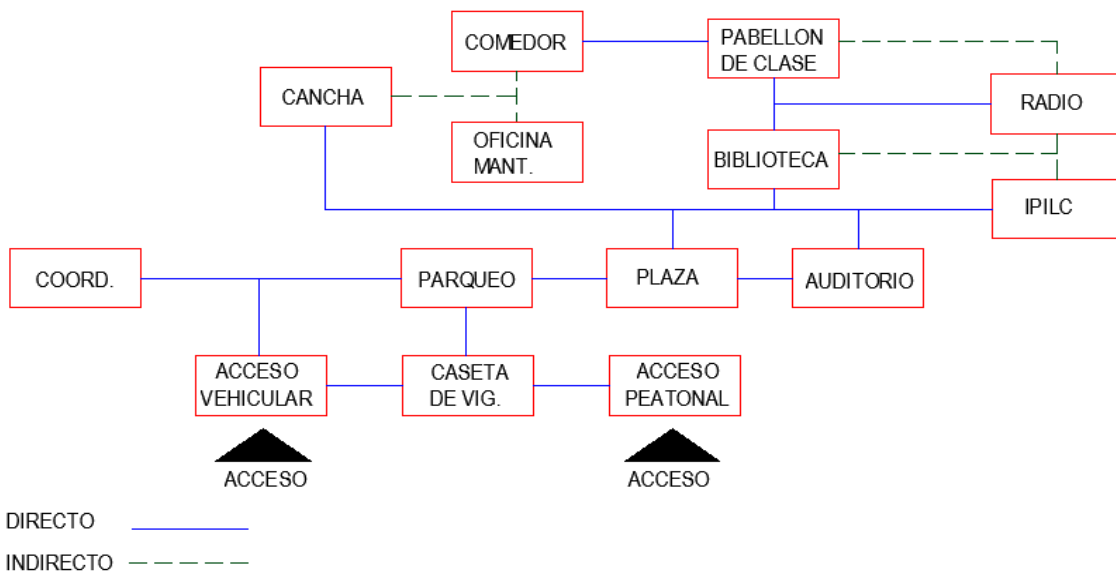 COMEDOR
PABELLON
DE CLASE
CANCHA
RADIO
OFICINA
MANT.
BIBLIOTECA
IPILC
COORD.
PARQUEO
PLAZA
AUDITORIO
ACCESO
VEHICULAR
CASETA
DE VIG.
ACCESO
PEATONAL
ACCESO
ACCESO
DIRECTO
INDIRECTO